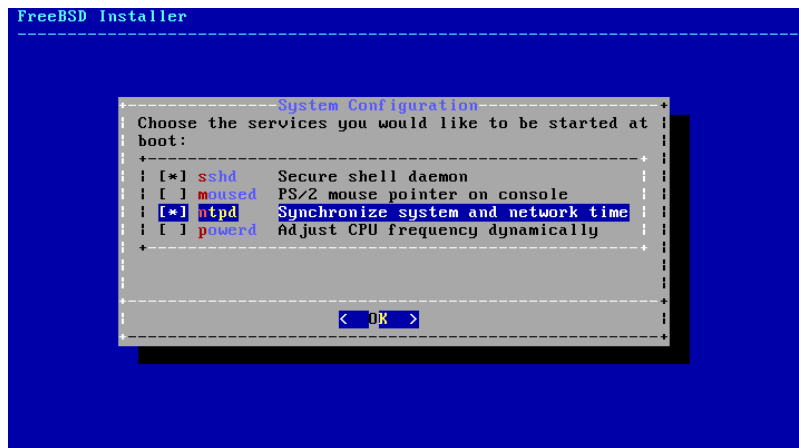 FreeBSD Installer
System Configuration
Choose the services you would like to be started at
boot:
[*] sshd Secure shell daemon
[ ] moused PS/2 mouse pointer on console
[*] ntpd Synchronize system and network time
[ ] powerd Adjust CPU frequency dynamically
< OK >